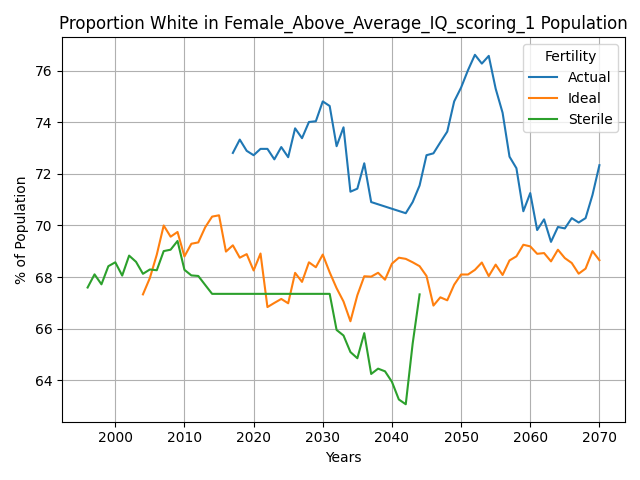 Proportion White in Female_Above_Average_IQ_scoring_1 Population
Fertility
Actual
Ideal
Sterile
% of Population
76
74
72
70
68
66
64
2000
2010
2020
2030
2040
2050
2060
2070
Years